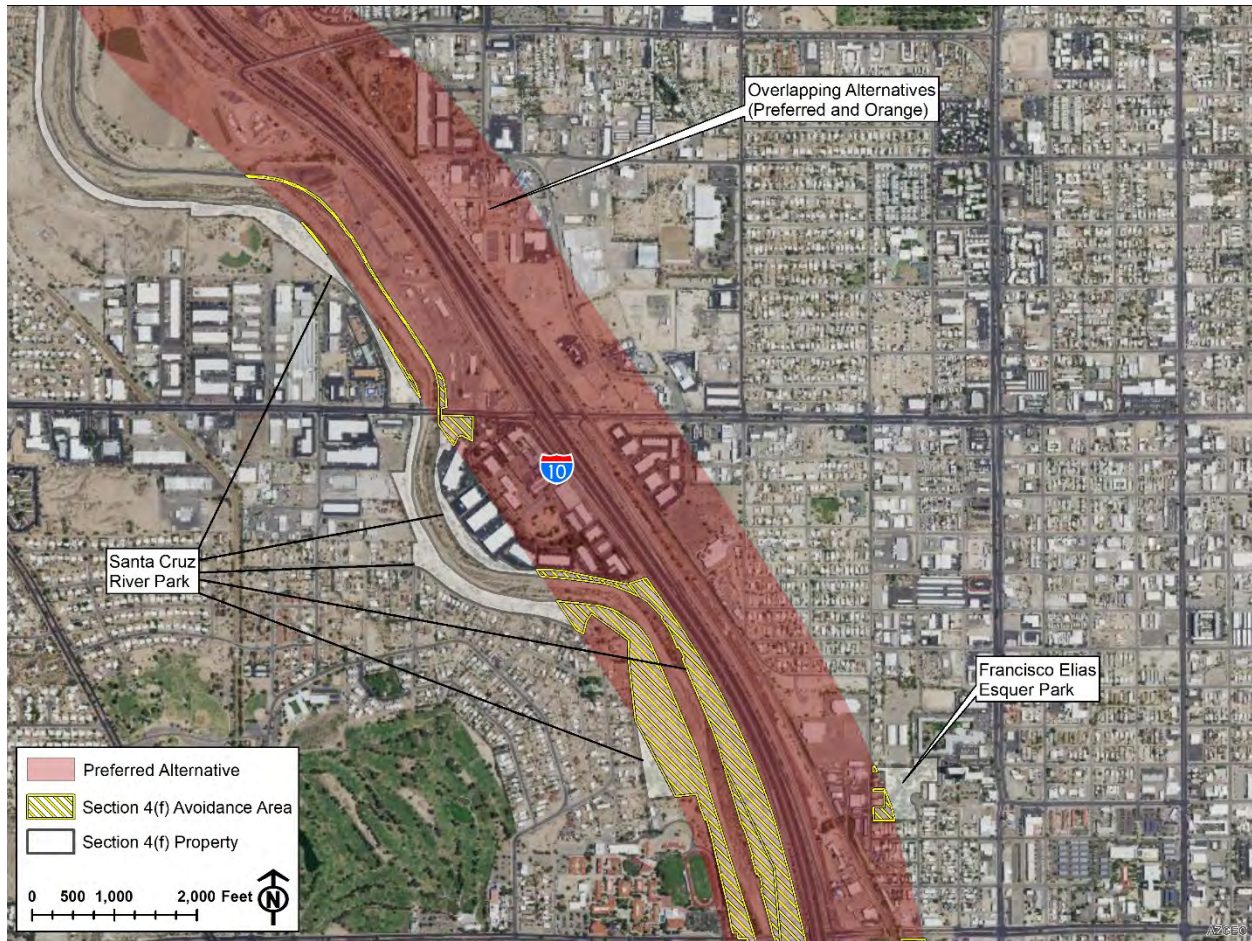 Overlapping Alternatives
(Preferred and Orange)
10
Santa Cruz
River Park
Francisco Elias
Esquer Park
Preferred Alternative
Section 4(f) Avoidance Area
Section 4(f) Property
0 500 1,000 2,000 Feet
N
AZGEO